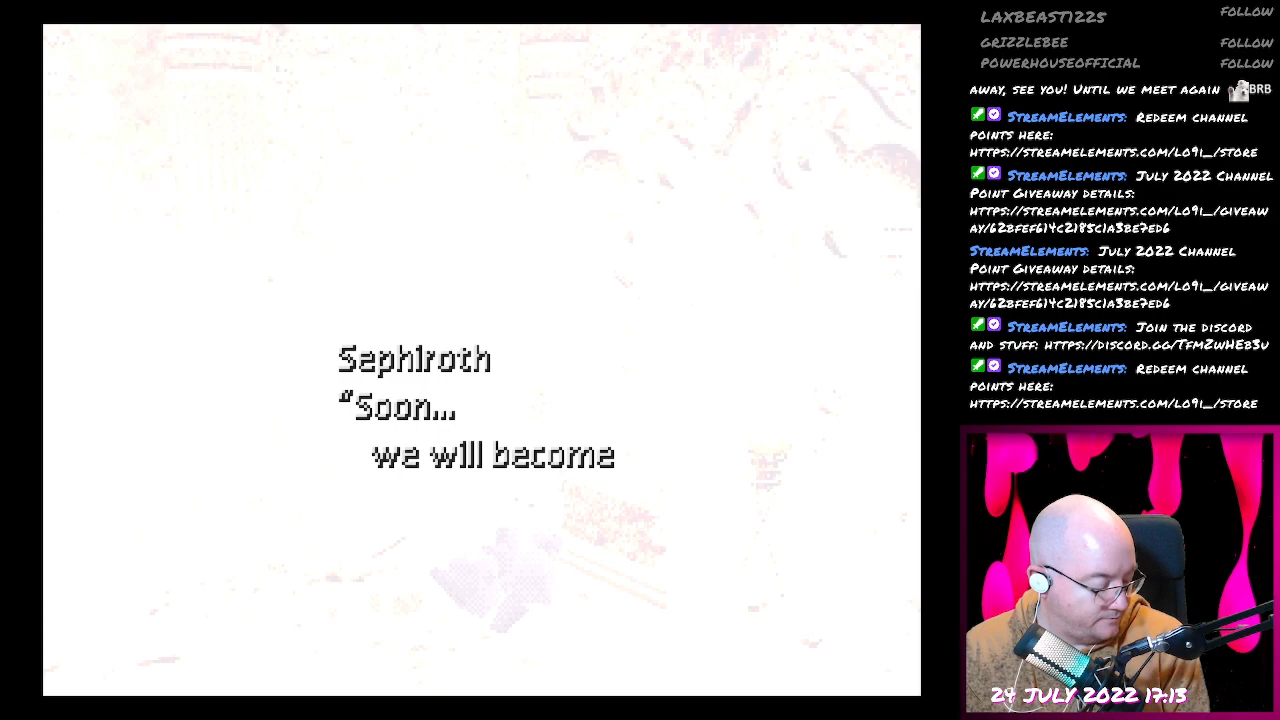 Sephiroth
“Soon...
we will become
LAXBEAST1225 FOLLOW
GRIZZLEBEE FOLLOW
POWERHOUSEOFFICIAL FOLLOW
AWAY, SEE YOU! UNTIL WE MEET AGAIN BRB
STREAMELEMENTS: REDEEM CHANNEL
POINTS HERE:
HTTPS://STREAMELEMENTS.COM/LO9I_/STORE
STREAMELEMENTS: JULY 2022 CHANNEL
POINT GIVEAWAY DETAILS:
HTTPS://STREAMELEMENTS.COM/LO9I_/GIVEAW
AY/62BFEF614C2185C1A3BE7ED6
STREAMELEMENTS: JULY 2022 CHANNEL
POINT GIVEAWAY DETAILS:
HTTPS://STREAMELEMENTS.COM/LO9I_/GIVEAW
AY/62BFEF614C2185C1A3BE7ED6
STREAMELEMENTS: JOIN THE DISCORD
AND STUFF: HTTPS://DISCORD.GG/TFMZWHE83U
STREAMELEMENTS: REDEEM CHANNEL
POINTS HERE:
HTTPS://STREAMELEMENTS.COM/LO9I_/STORE
24 JULY 2022 17:13